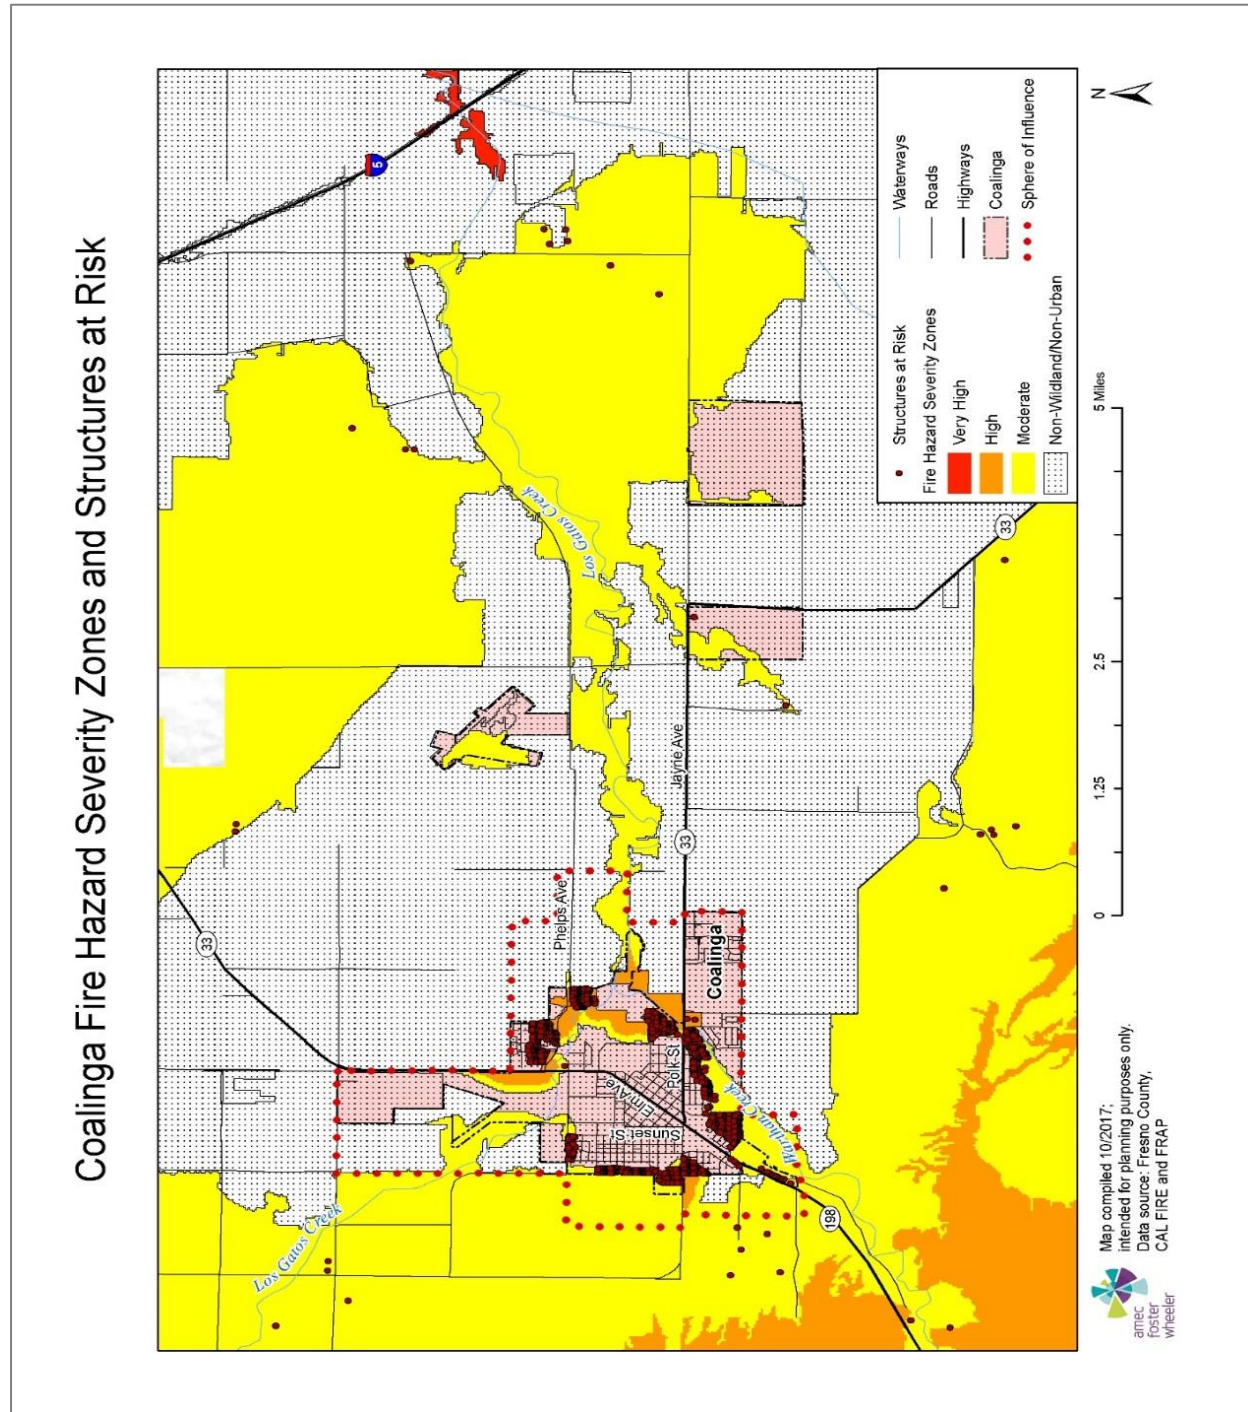 Coalinga Fire Hazard Severity Zones and Structures at Risk
5
33
Los Gatos Creek
Phelps Ave
Jayne Ave
33
33
Los Gatos Creek
Elm Ave
Sunset St
Polk St
Coalinga
Warthan Creek
198
Structures at Risk
Fire Hazard Severity Zones
Very High
High
Moderate
Non-Wildland/Non-Urban
Waterways
Roads
Highways
Coalinga
Sphere of Influence
N
0 1.25 2.5 5 Miles
amec
foster
wheeler
Map compiled 10/2017;
intended for planning purposes only.
Data source: Fresno County,
CAL FIRE and FRAP